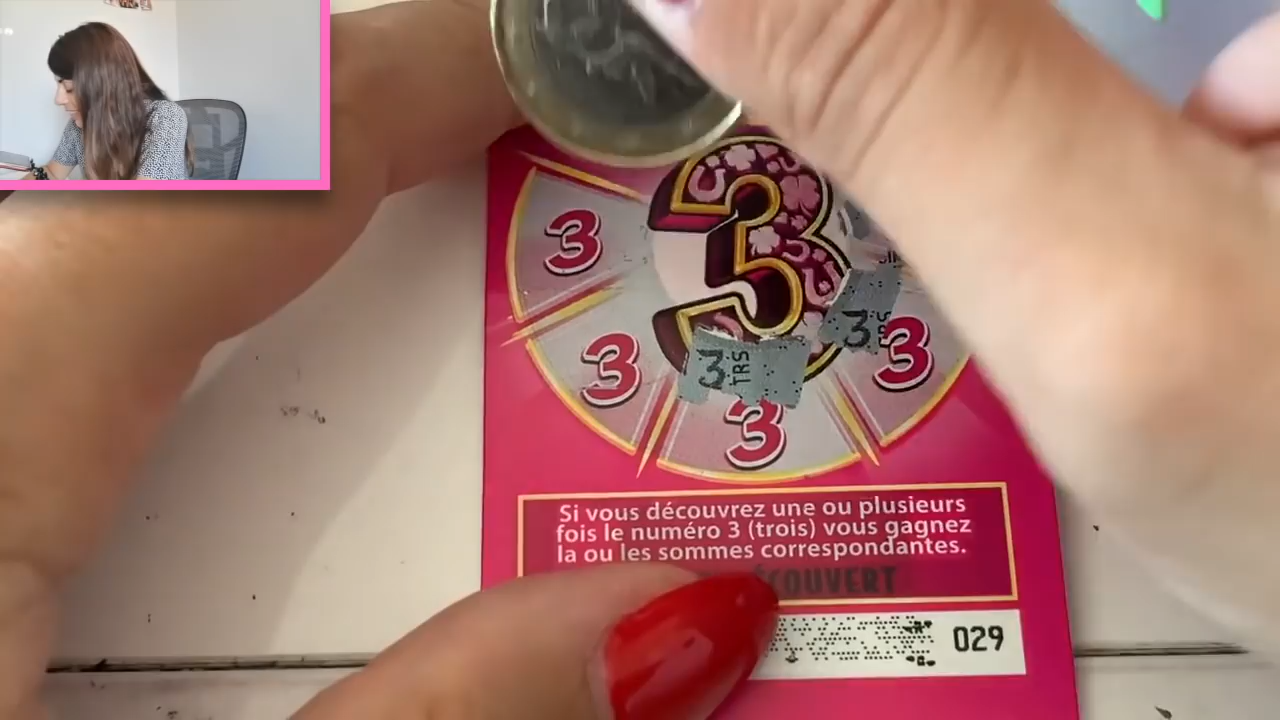 3
3
3 TRS
3
3
3
3
Si vous découvrez une ou plusieurs
fois le numéro 3 (trois) vous gagnez
la ou les sommes correspondantes.
029